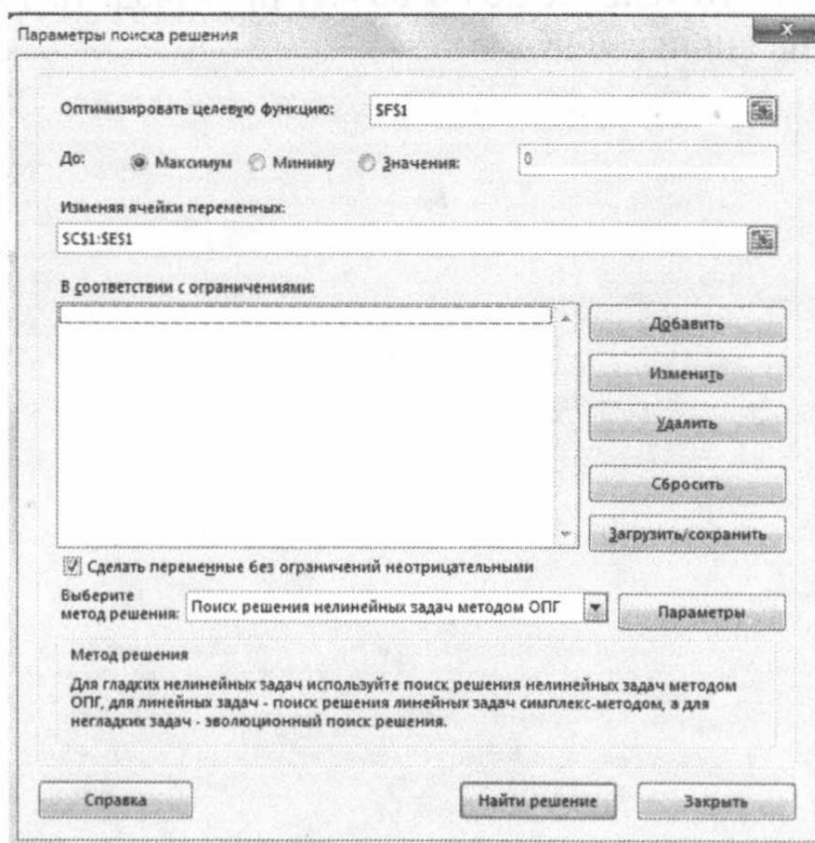 Параметры поиска решения
x
Оптимизировать целевую функцию: $F$1
До: Максимум Миниму Значения: 0
Изменяя ячейки переменных:
$C$1:$E$1
В соответствии с ограничениями:
Добавить
Изменить
Удалить
Сбросить
Загрузить/сохранить
Сделать переменные без ограничений неотрицательными
Выберите
метод решения: Поиск решения нелинейных задач методом ОПГ Параметры
Метод решения
Для гладких нелинейных задач используйте поиск решения нелинейных задач методом
ОПГ, для линейных задач - поиск решения линейных задач симплекс-методом, а для
негладких задач - эволюционный поиск решения.
Справка Найти решение Закрыть